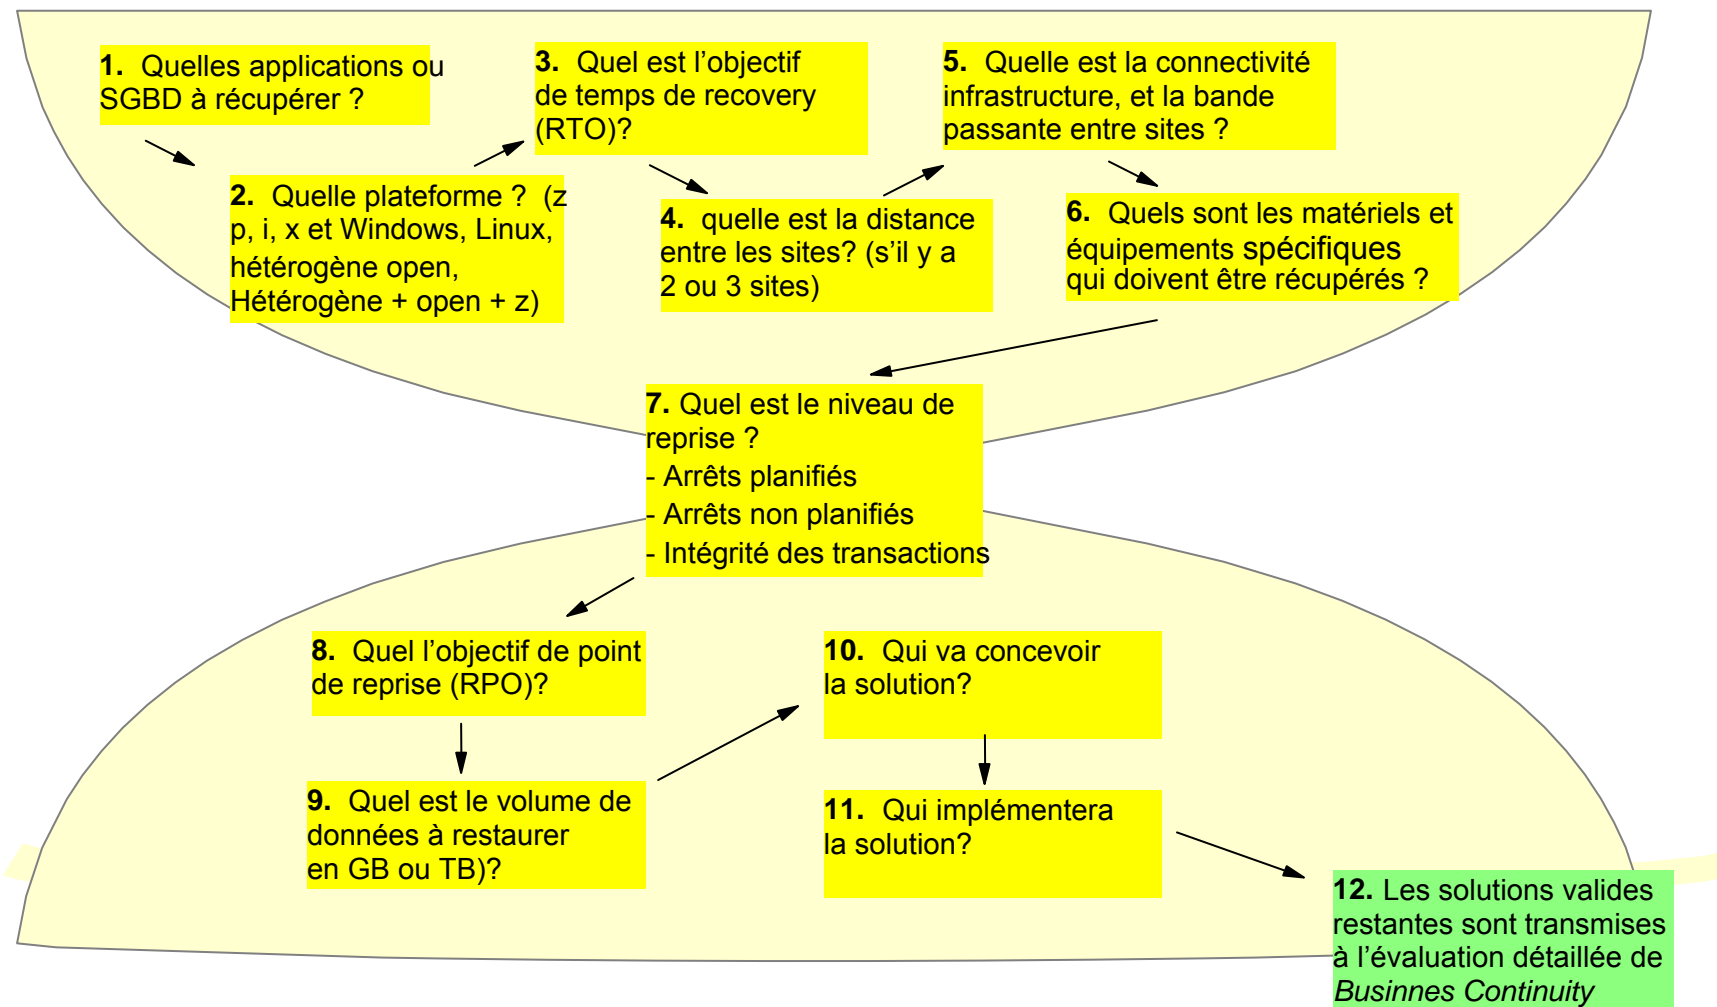 1. Quelles applications ou
SGBD à récupérer ?
2. Quelle plateforme ? (z
p, i, x et Windows, Linux,
hétérogène open,
Hétérogène + open + z)
3. Quel est l’objectif
de temps de recovery
(RTO)?
4. quelle est la distance
entre les sites? (s’il y a
2 ou 3 sites)
5. Quelle est la connectivité
infrastructure, et la bande
passante entre sites ?
6. Quels sont les matériels et
équipements spécifiques
qui doivent être récupérés ?
7. Quel est le niveau de
reprise ?
- Arrêts planifiés
- Arrêts non planifiés
- Intégrité des transactions
8. Quel l’objectif de point
de reprise (RPO)?
9. Quel est le volume de
données à restaurer
en GB ou TB)?
10. Qui va concevoir
la solution?
11. Qui implémentera
la solution?
12. Les solutions valides
restantes sont transmises
à l’évaluation détaillée de
Businnes Continuity